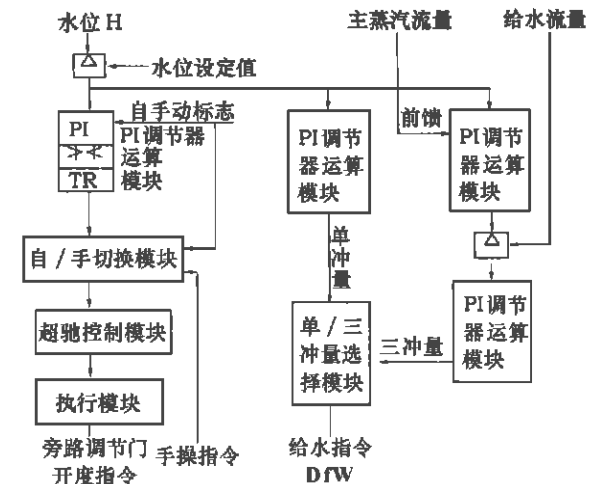 水位 H
主蒸汽流量
给水流量
水位设定值
自手动标志
前馈
PI
TR
PI调节器
运算
模块
PI调节
器运算
模块
PI调节
器运算
模块
单冲量
自/手切换模块
PI调节
器运算
模块
超驰控制模块
单/三
冲量选
择模块
三冲量
执行模块
旁路调节门
开度指令
手操指令
给水指令
DfW